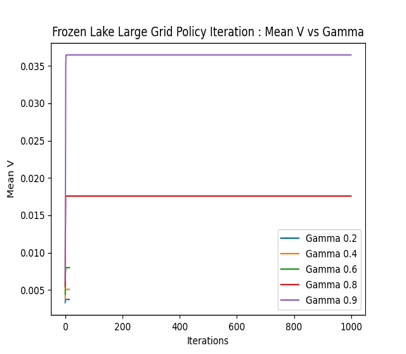 Frozen Lake Large Grid Policy Iteration : Mean V vs Gamma
0.035
0.030
0.025
0.020
0.015
0.010
0.005
Mean V
Gamma 0.2
Gamma 0.4
Gamma 0.6
Gamma 0.8
Gamma 0.9
0 200 400 600 800 1000
Iterations